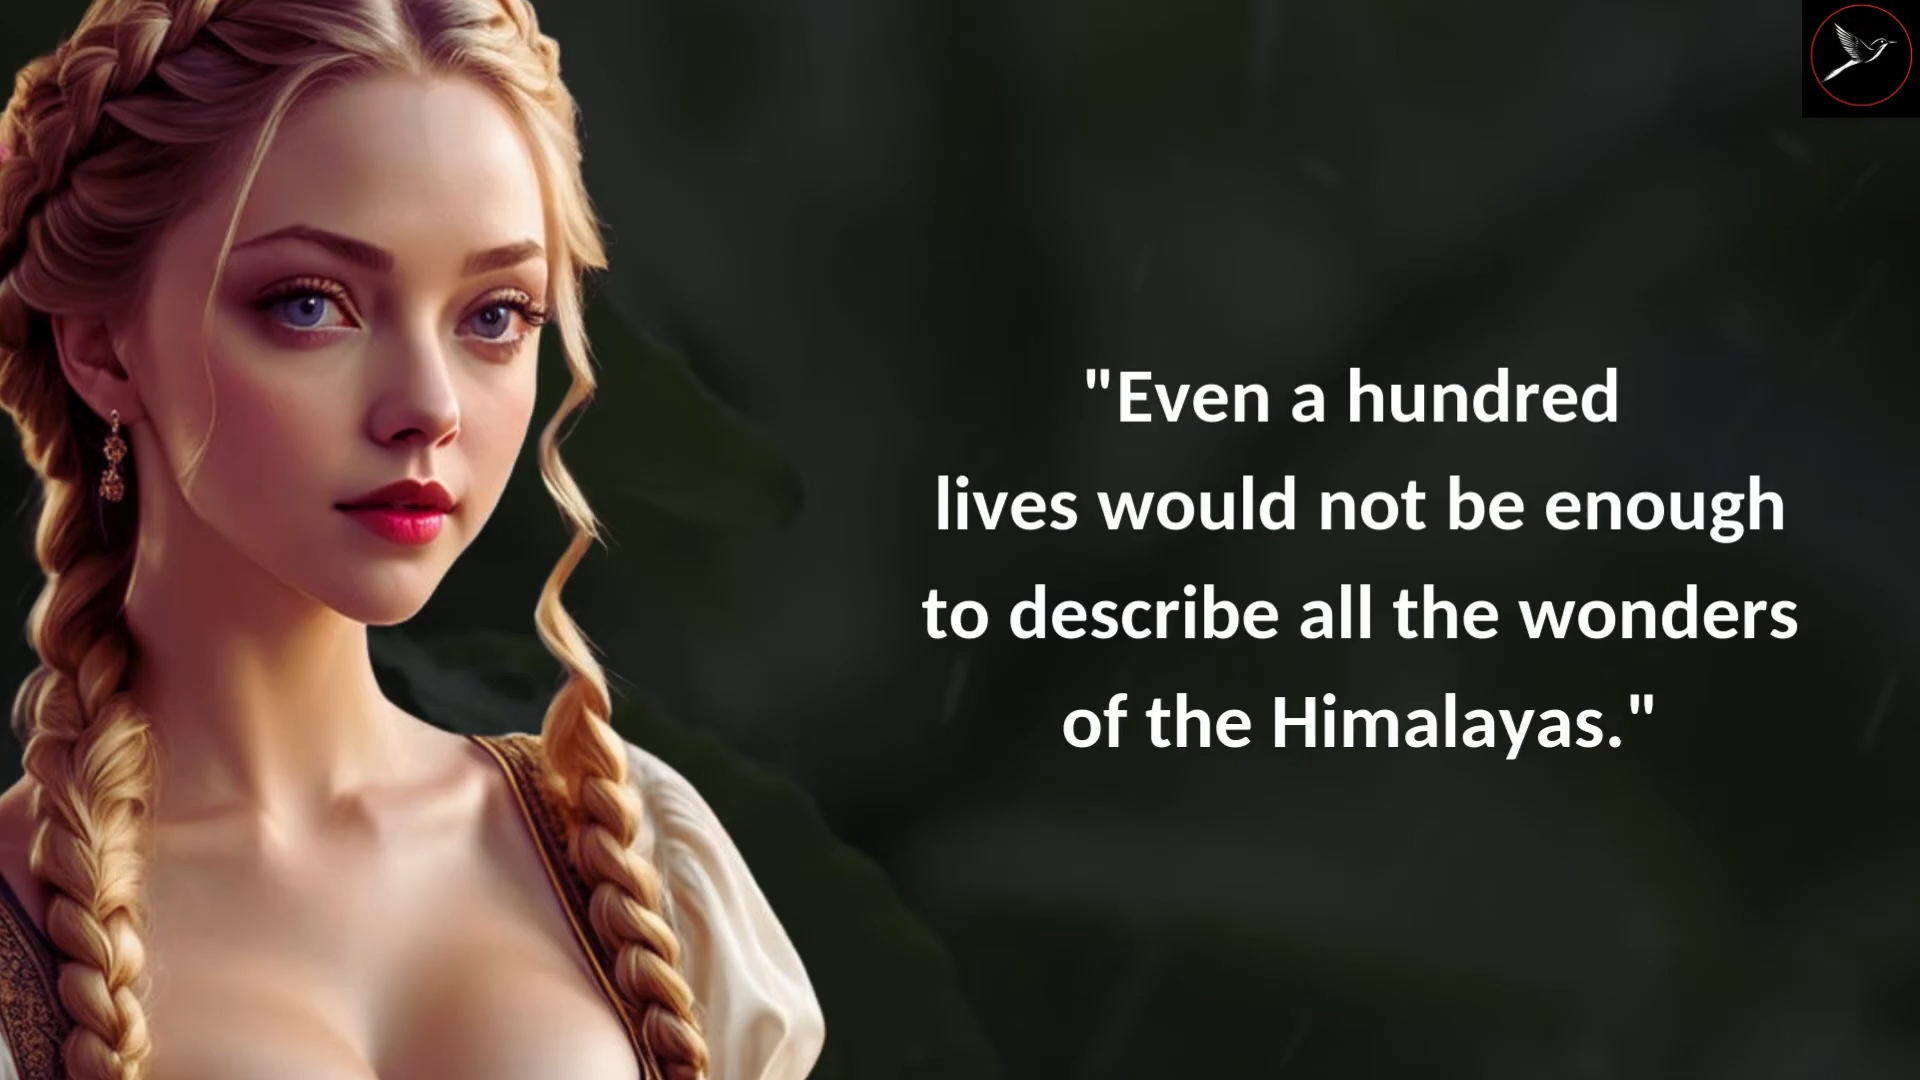 "Even a hundred
lives would not be enough
to describe all the wonders
of the Himalayas."